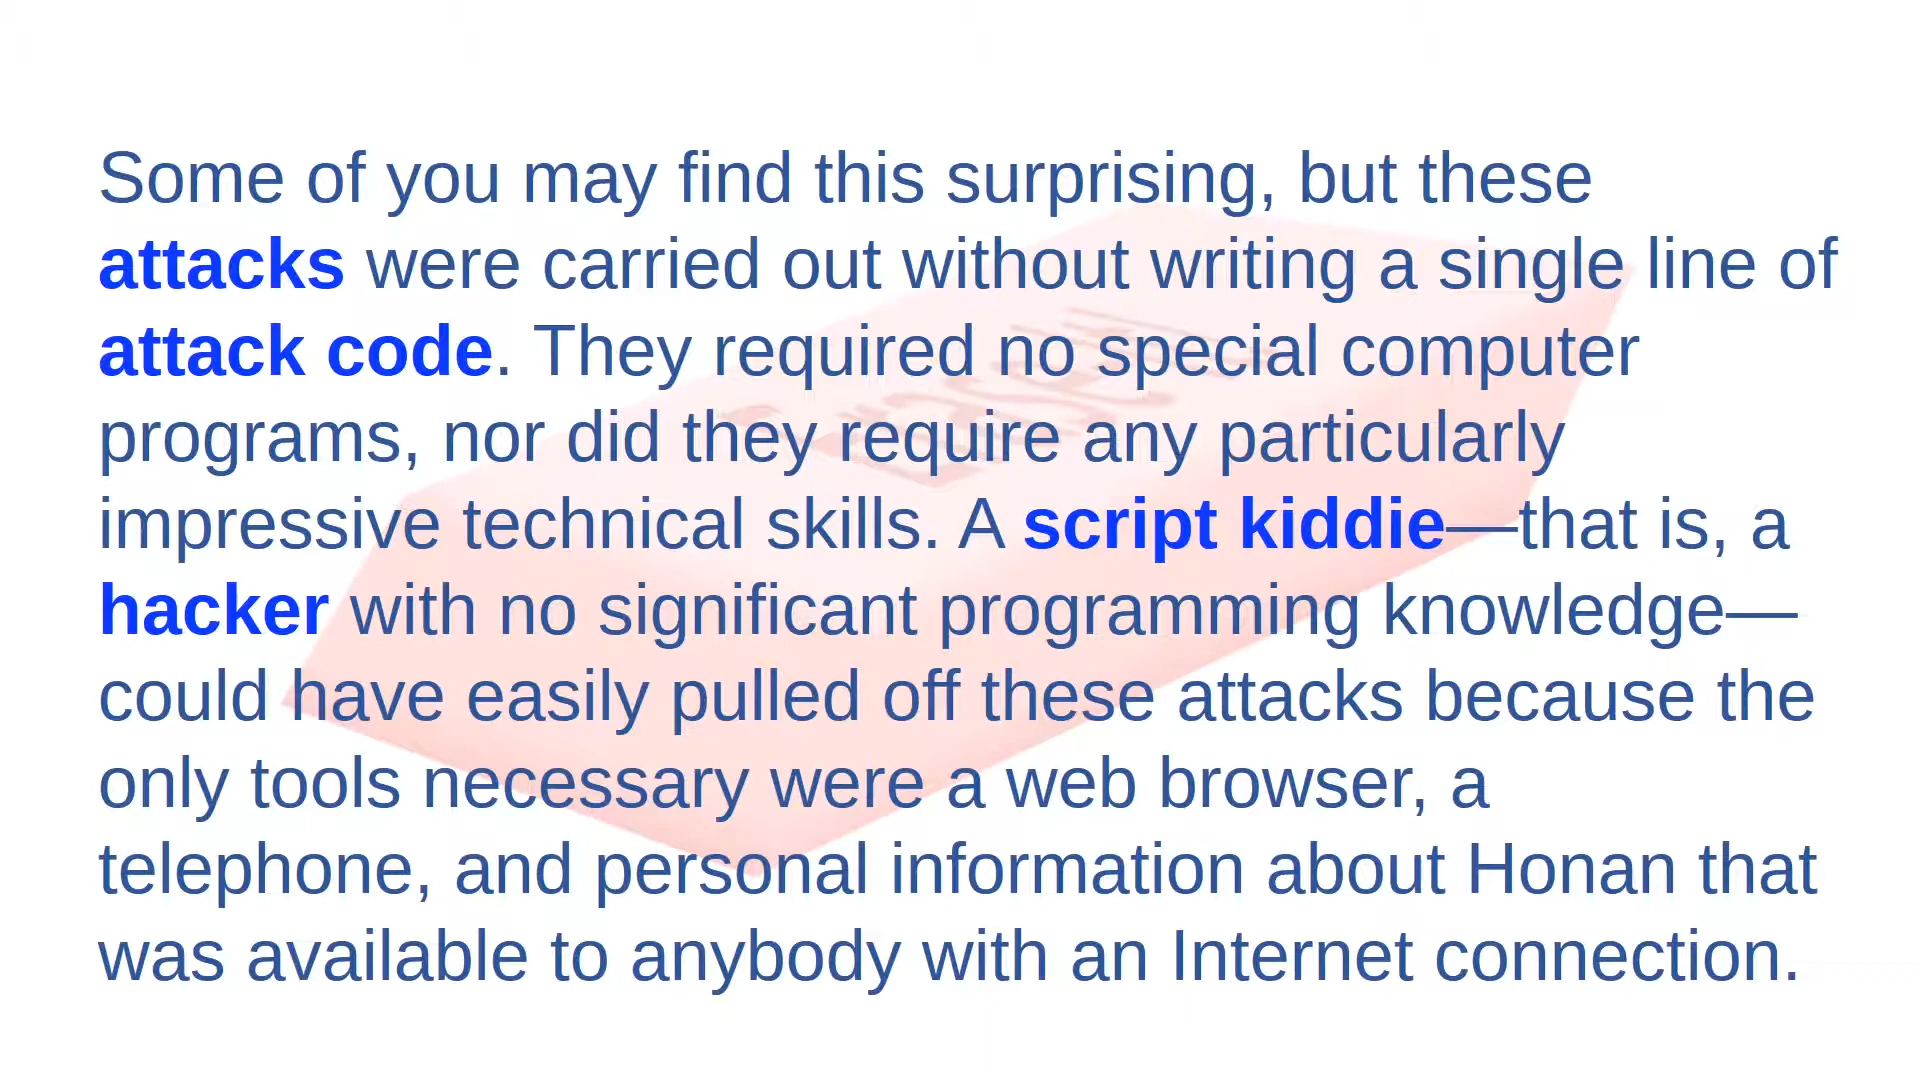 Some of you may find this surprising, but these
attacks were carried out without writing a single line of
attack code. They required no special computer
programs, nor did they require any particularly
impressive technical skills. A script kiddie—that is, a
hacker with no significant programming knowledge—
could have easily pulled off these attacks because the
only tools necessary were a web browser, a
telephone, and personal information about Honan that
was available to anybody with an Internet connection.